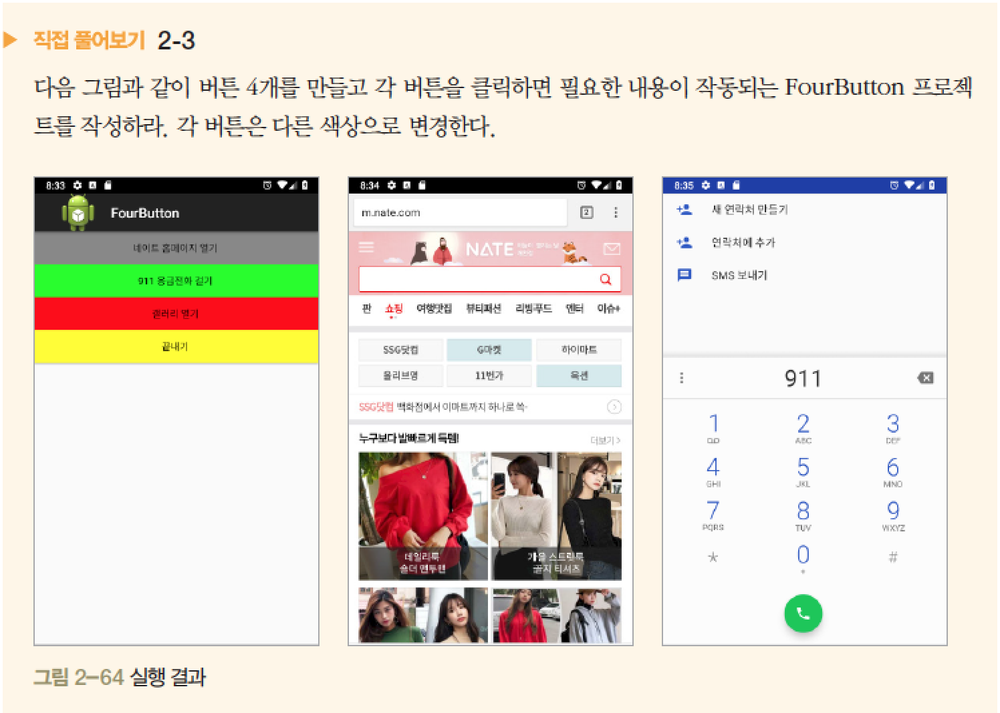 직접 풀어보기 2-3
다음 그림과 같이 버튼 4개를 만들고 각 버튼을 클릭하면 필요한 내용이 작동되는 FourButton 프로젝
트를 작성하라. 각 버튼은 다른 색상으로 변경한다.
8:33
FourButton
네이트 홈페이지 열기
911 응급전화 걸기
갤러리 열기
끝내기
8:34
m.nate.com
2
NATE
판 쇼핑 여행맛집 뷰티패션 리빙푸드 엔터 이슈+
SSG닷컴 G마켓 하이마트
올리브영 11번가 옥션
SSG닷컴 백화점에서 이마트까지 하나로 쓱-
누구보다 발빠르게 득템! 더보기 >
데일리룩
숄더 맨투맨
가을 스트릿룩
골지 티셔츠
8:35
새 연락처 만들기
연락처에 추가
SMS 보내기
911
1 2 3
ABC DEF
4 5 6
GHI JKL MNO
7 8 9
PQRS TUV WXYZ
* 0 #
+
그림 2-64 실행 결과